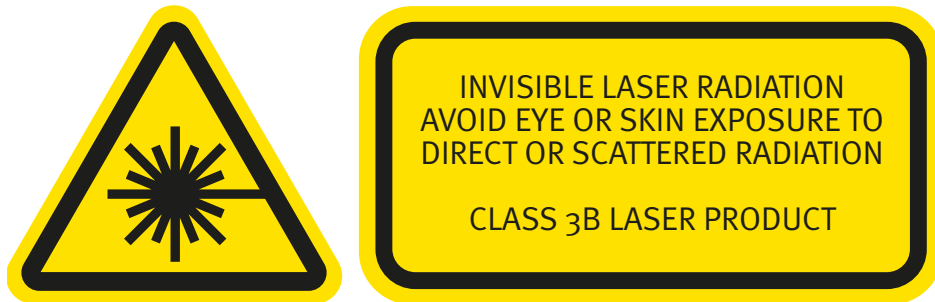 INVISIBLE LASER RADIATION
AVOID EYE OR SKIN EXPOSURE TO
DIRECT OR SCATTERED RADIATION
CLASS 3B LASER PRODUCT